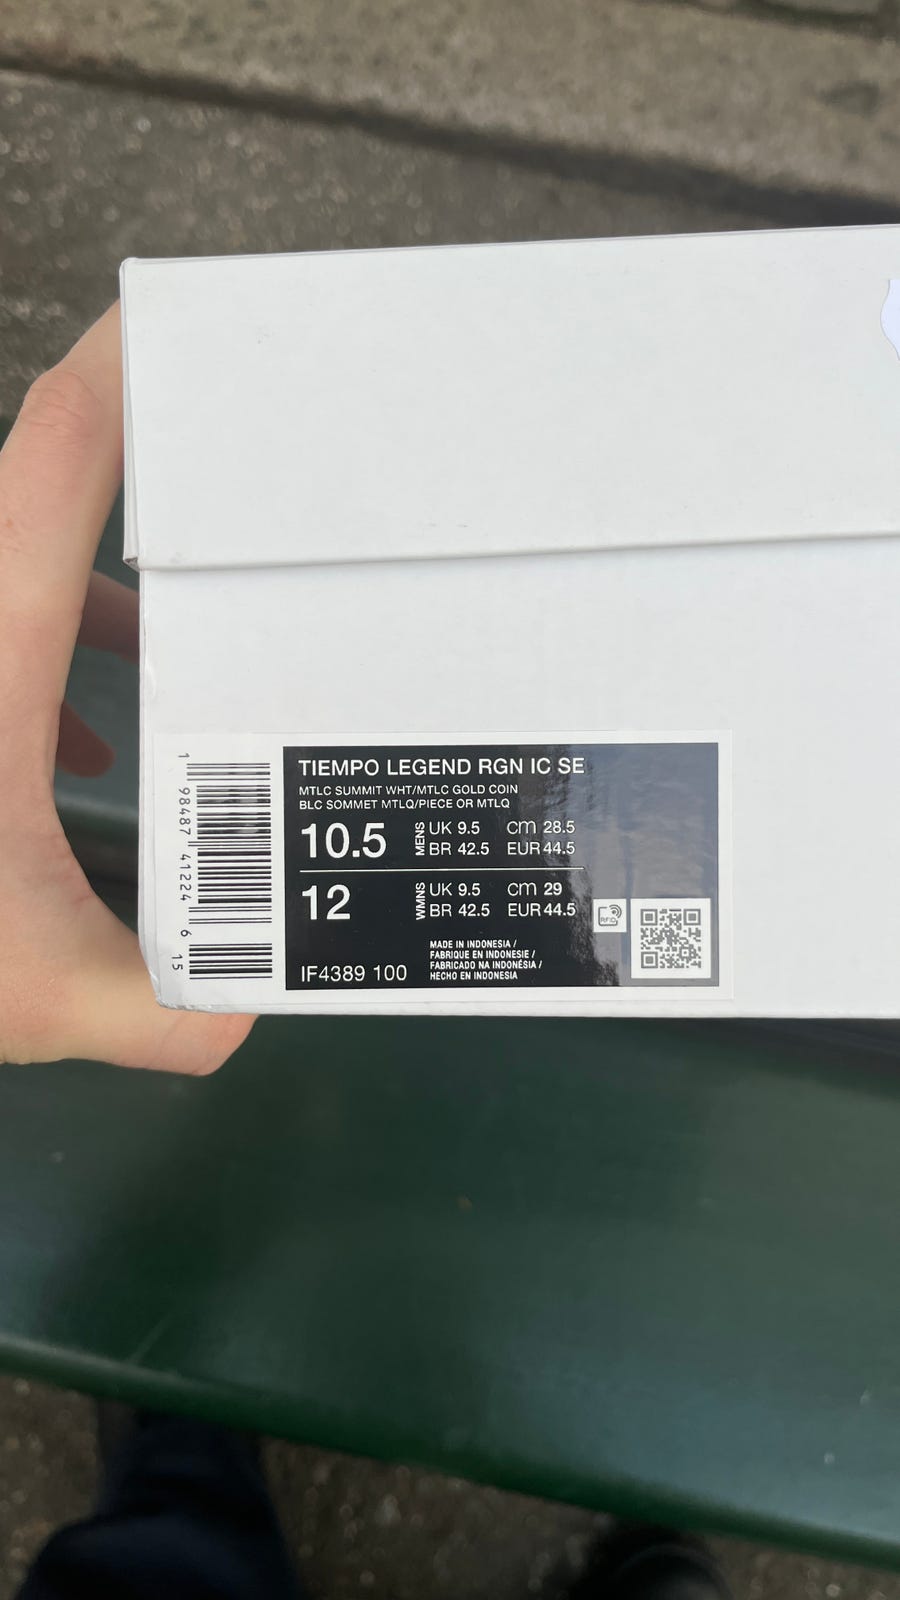 TIEMPO LEGEND RGN IC SE
MTLC SUMMIT WHT/MTLC GOLD COIN
BLC SOMMET MTLQ/PIECE OR MTLQ
10.5 MENS UK 9.5 cm 28.5
BR 42.5 EUR 44.5
12 WMNS UK 9.5 cm 29
BR 42.5 EUR 44.5
MADE IN INDONESIA /
FABRIQUE EN INDONESIE /
FABRICADO NA INDONÉSIA /
HECHO EN INDONESIA
IF4389 100
RFID
1 98487 41224 6 15